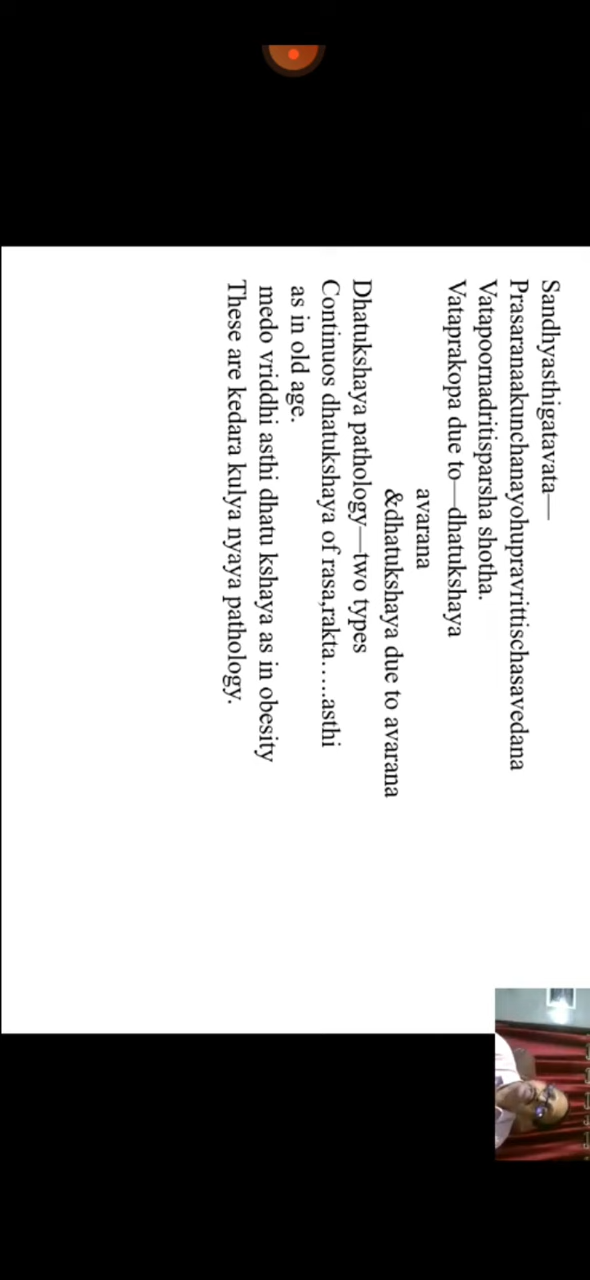 Sandhyasthigatavata—
Prasaranaakunchanayohupravrittischasavedana
Vatapoornadritisparsha shotha.
Vataprakopa due to—dhatukshaya
avarana
&dhatukshaya due to avarana
Dhatukshaya pathology—two types
Continuos dhatukshaya of rasa,rakta…..asthi
as in old age.
medo vriddhi asthi dhatu kshaya as in obesity
These are kedara kulya nyaya pathology.